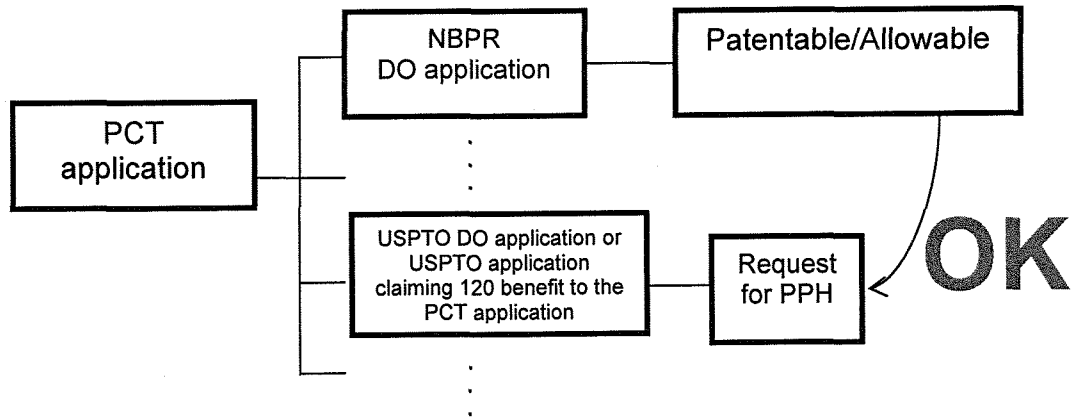 NBPR
DO application
Patentable/Allowable
PCT
application
USPTO DO application or
USPTO application
claiming 120 benefit to the
PCT application
Request
for PPH
OK